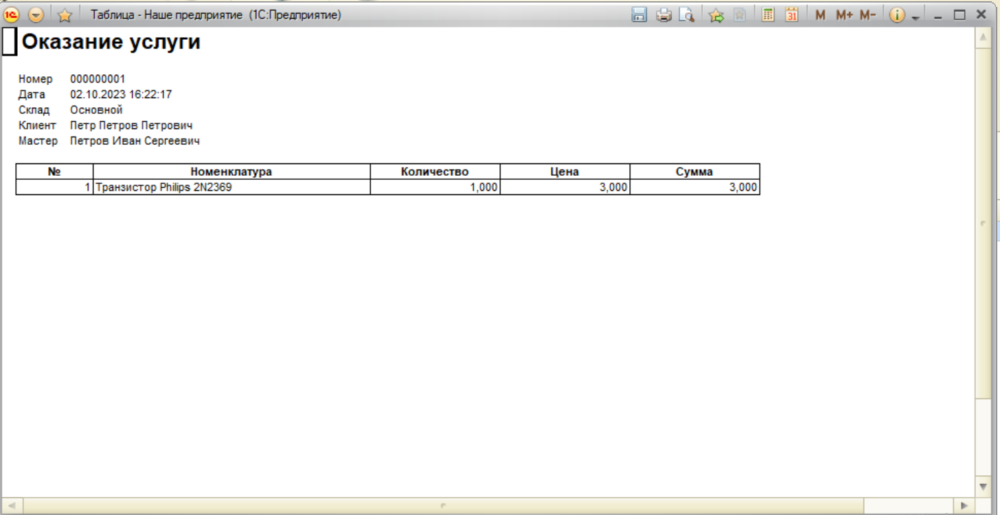 Таблица - Наше предприятие (1С:Предприятие)
31 M M+ M-
Оказание услуги
Номер 000000001
Дата 02.10.2023 16:22:17
Склад Основной
Клиент Петр Петров Петрович
Мастер Петров Иван Сергеевич
№ Номенклатура Количество Цена Сумма
1 Транзистор Philips 2N2369 1,000 3,000 3,000